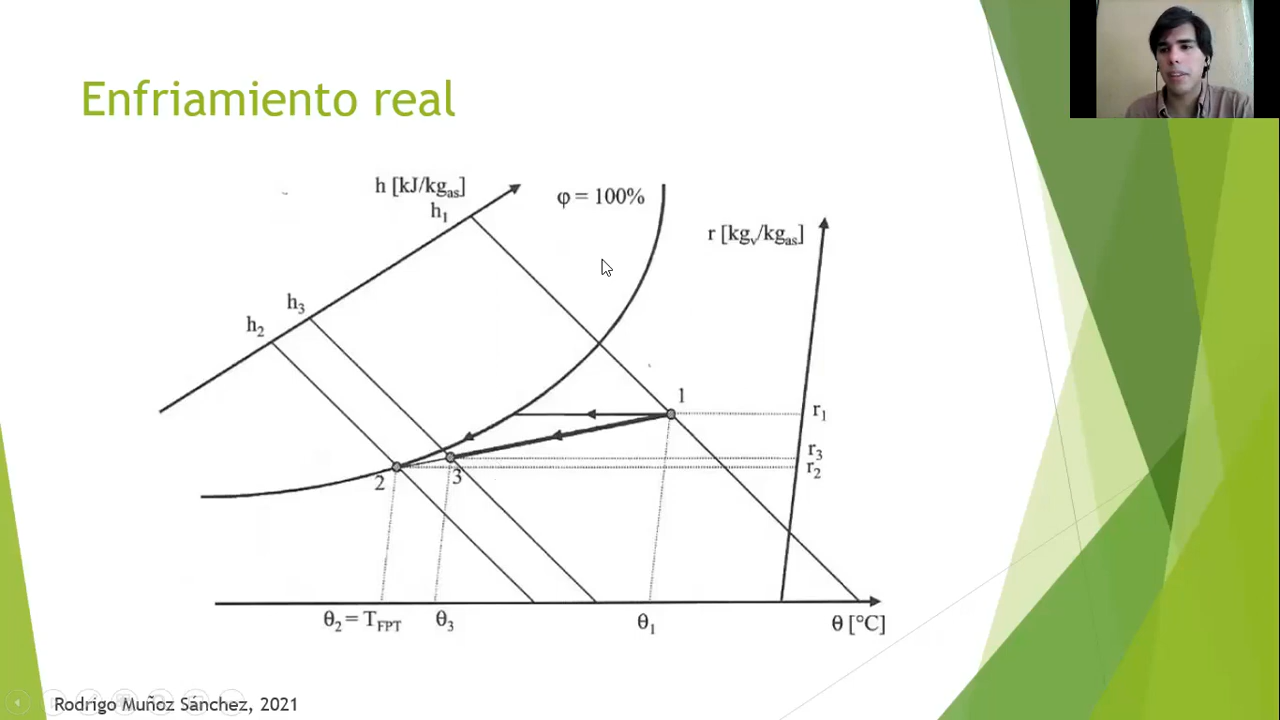 Enfriamiento real
h [kJ/kgas]
φ = 100%
h1
r [kgv/kgas]
h3
h2
1
r1
r3
r2
2
3
θ2 = TFPT
θ3
θ1
θ [°C]
Rodrigo Muñoz Sánchez, 2021